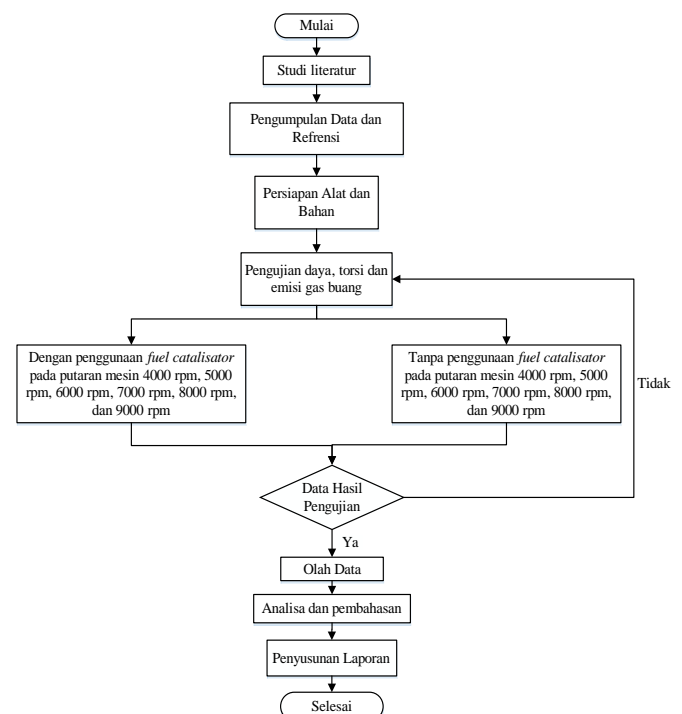 Mulai
Studi literatur
Pengumpulan Data dan
Refrensi
Persiapan Alat dan
Bahan
Pengujian daya, torsi dan
emisi gas buang
Dengan penggunaan fuel catalisator
pada putaran mesin 4000 rpm, 5000
rpm, 6000 rpm, 7000 rpm, 8000 rpm,
dan 9000 rpm
Tanpa penggunaan fuel catalisator
pada putaran mesin 4000 rpm, 5000
rpm, 6000 rpm, 7000 rpm, 8000 rpm,
dan 9000 rpm
Tidak
Data Hasil
Pengujian
Ya
Olah Data
Analisa dan pembahasan
Penyusunan Laporan
Selesai